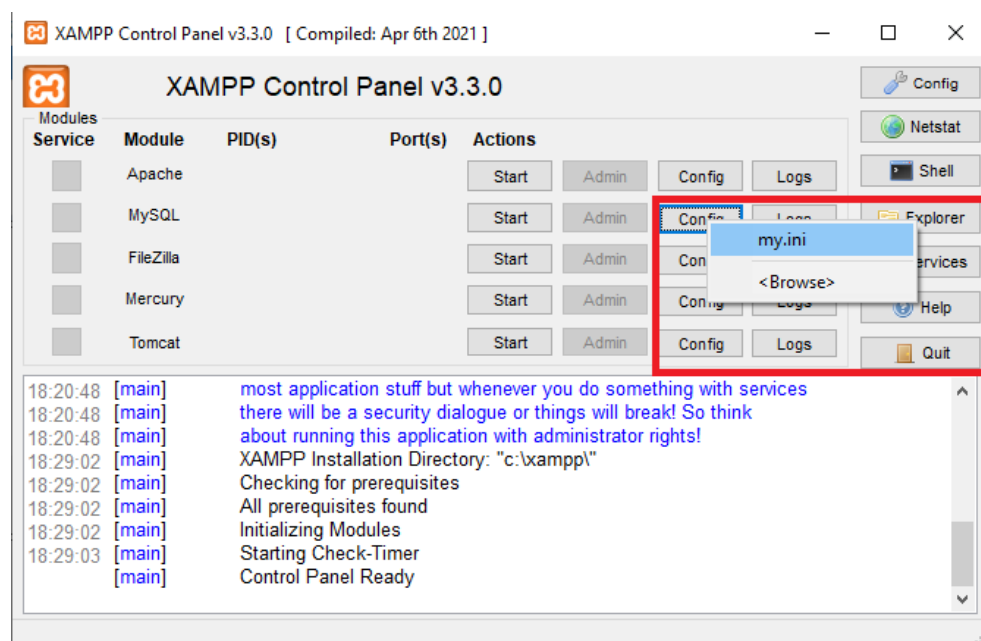 XAMPP Control Panel v3.3.0 [ Compiled: Apr 6th 2021 ]
XAMPP Control Panel v3.3.0
Config
Modules
Netstat
Service Module PID(s) Port(s) Actions
Shell
Apache Start Admin Config Logs
MySQL Start Admin Config Logs Explorer
my.ini
FileZilla Start Admin Con ervices
<Browse>
Mercury Start Admin Config Logs Help
Tomcat Start Admin Config Logs Quit
18:20:48 [main] most application stuff but whenever you do something with services
18:20:48 [main] there will be a security dialogue or things will break! So think
18:20:48 [main] about running this application with administrator rights!
18:29:02 [main] XAMPP Installation Directory: "c:\xampp\"
18:29:02 [main] Checking for prerequisites
18:29:02 [main] All prerequisites found
18:29:02 [main] Initializing Modules
18:29:03 [main] Starting Check-Timer
[main] Control Panel Ready